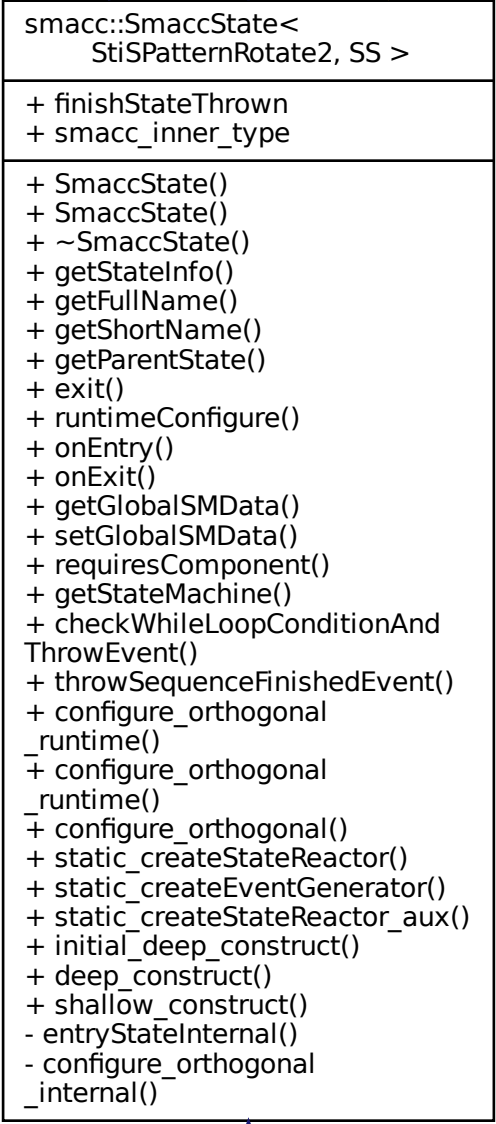 smacc::SmaccState<
StiSPatternRotate2, SS >
+ finishStateThrown
+ smacc_inner_type
+ SmaccState()
+ SmaccState()
+ ~SmaccState()
+ getStateInfo()
+ getFullName()
+ getShortName()
+ getParentState()
+ exit()
+ runtimeConfigure()
+ onEntry()
+ onExit()
+ getGlobalSMData()
+ setGlobalSMData()
+ requiresComponent()
+ getStateMachine()
+ checkWhileLoopConditionAnd
ThrowEvent()
+ throwSequenceFinishedEvent()
+ configure_orthogonal
_runtime()
+ configure_orthogonal
_runtime()
+ configure_orthogonal()
+ static_createStateReactor()
+ static_createEventGenerator()
+ static_createStateReactor_aux()
+ initial_deep_construct()
+ deep_construct()
+ shallow_construct()
- entryStateInternal()
- configure_orthogonal
_internal()